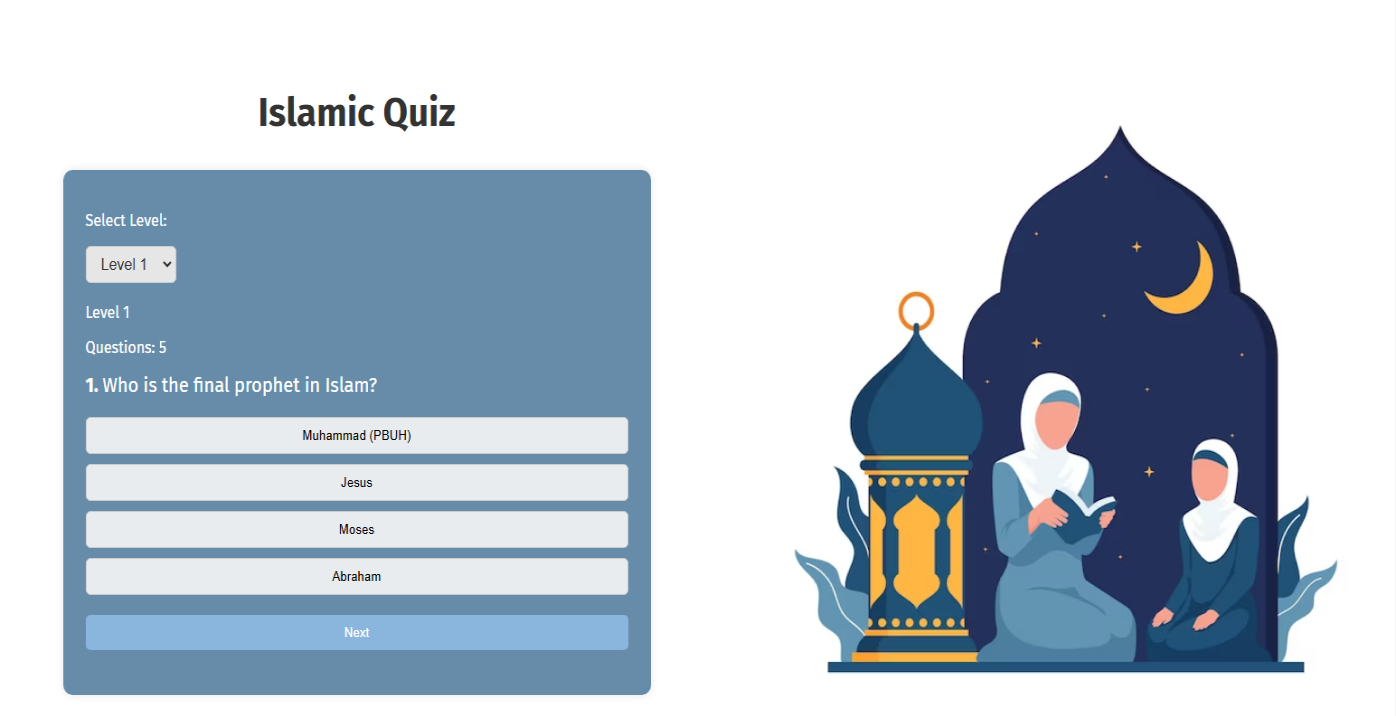 Islamic Quiz
Select Level:
Level 1
Level 1
Questions: 5
1. Who is the final prophet in Islam?
Muhammad (PBUH)
Jesus
Moses
Abraham
Next